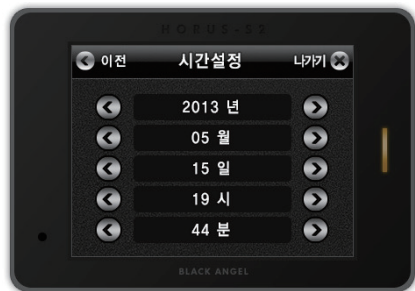 HORUS-S2
이전 시간설정 나가기
2013 년
05 월
15 일
19 시
44 분
BLACK ANGEL